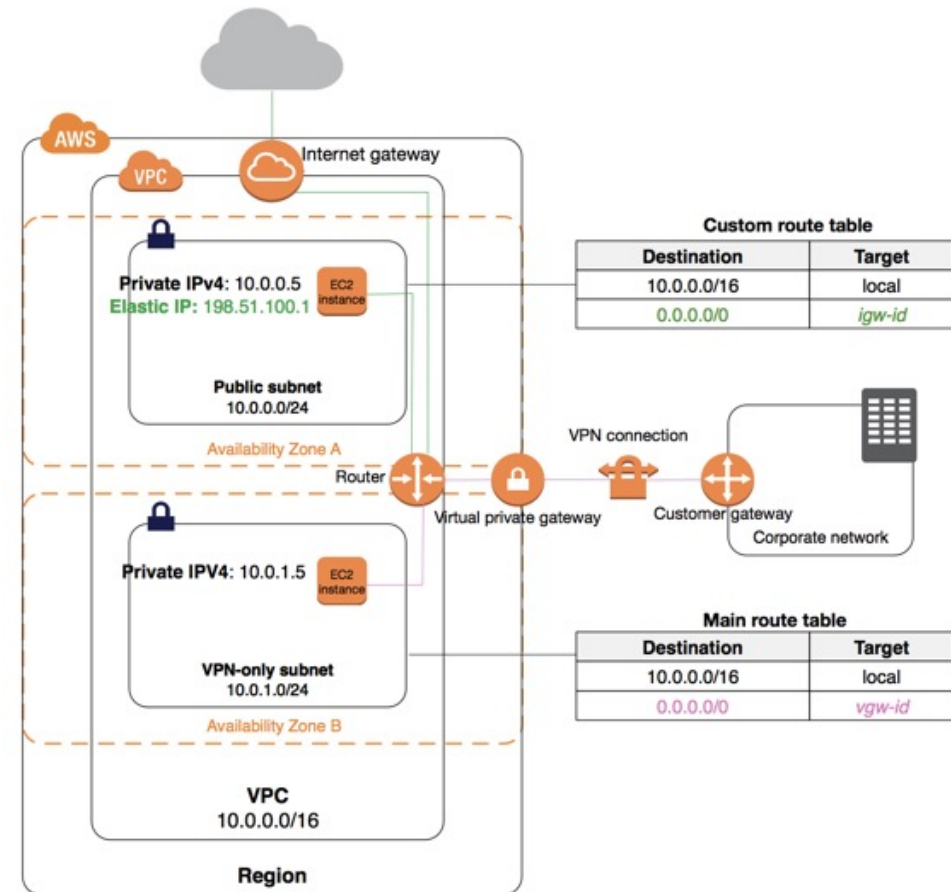 AWS
Internet gateway
VPC
Private IPv4: 10.0.0.5
Elastic IP: 198.51.100.1
EC2
instance
Public subnet
10.0.0.0/24
Availability Zone A
Custom route table
Destination Target
10.0.0.0/16 local
0.0.0.0/0 igw-id
Router
Virtual private gateway
VPN connection
Customer gateway
Corporate network
Private IPV4: 10.0.1.5
EC2
instance
VPN-only subnet
10.0.1.0/24
Availability Zone B
Main route table
Destination Target
10.0.0.0/16 local
0.0.0.0/0 vgw-id
VPC
10.0.0.0/16
Region